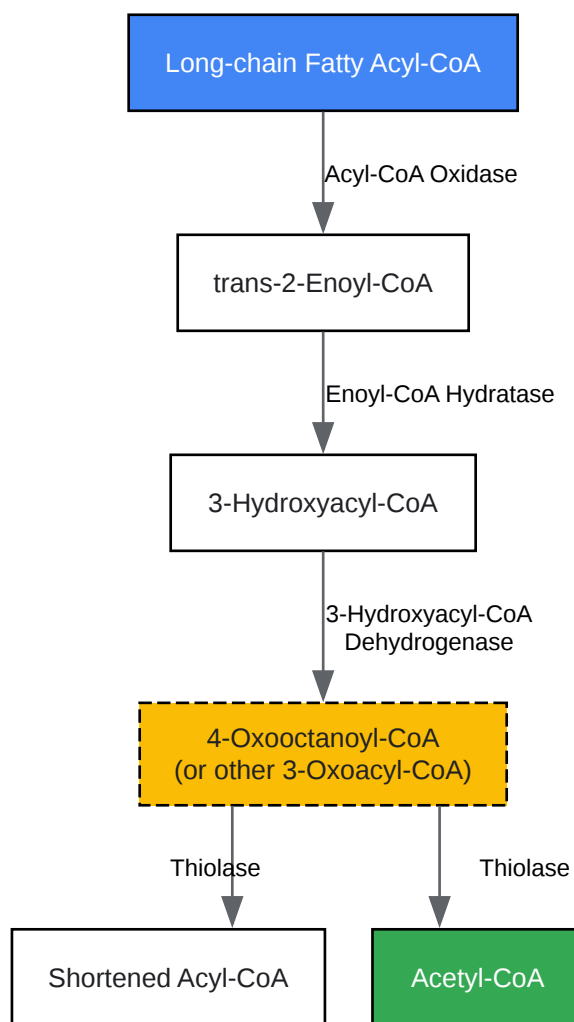 Long-chain Fatty Acyl-CoA
Acyl-CoA Oxidase
trans-2-Enoyl-CoA
Enoyl-CoA Hydratase
3-Hydroxyacyl-CoA
3-Hydroxyacyl-CoA
Dehydrogenase
4-Oxooctanoyl-CoA
(or other 3-Oxoacyl-CoA)
Thiolase
Thiolase
Shortened Acyl-CoA
Acetyl-CoA